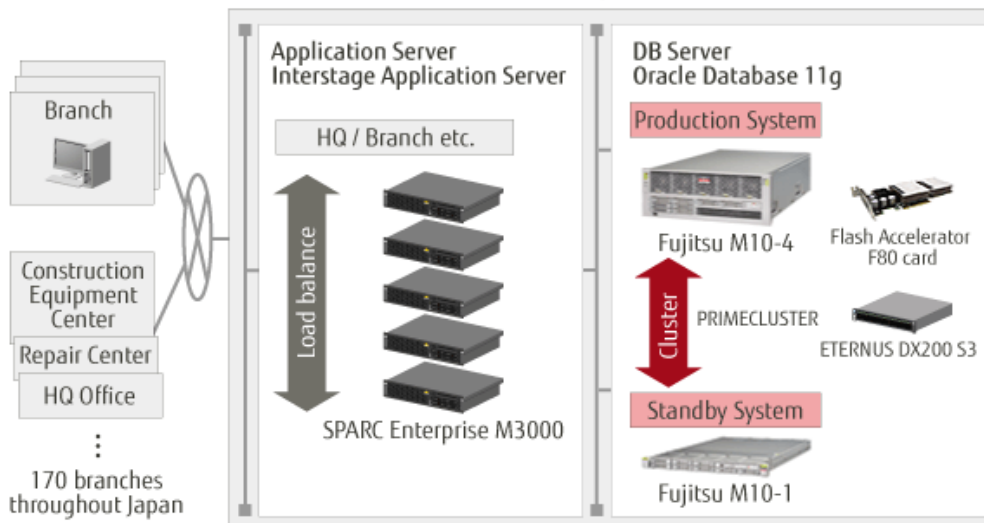 Branch
Construction
Equipment
Center
Repair Center
HQ Office
170 branches
throughout Japan
Application Server
Interstage Application Server
HQ / Branch etc.
Load balance
SPARC Enterprise M3000
DB Server
Oracle Database 11g
Production System
Fujitsu M10-4
Flash Accelerator
F80 card
Cluster
PRIMECLUSTER
ETERNUS DX200 S3
Standby System
Fujitsu M10-1